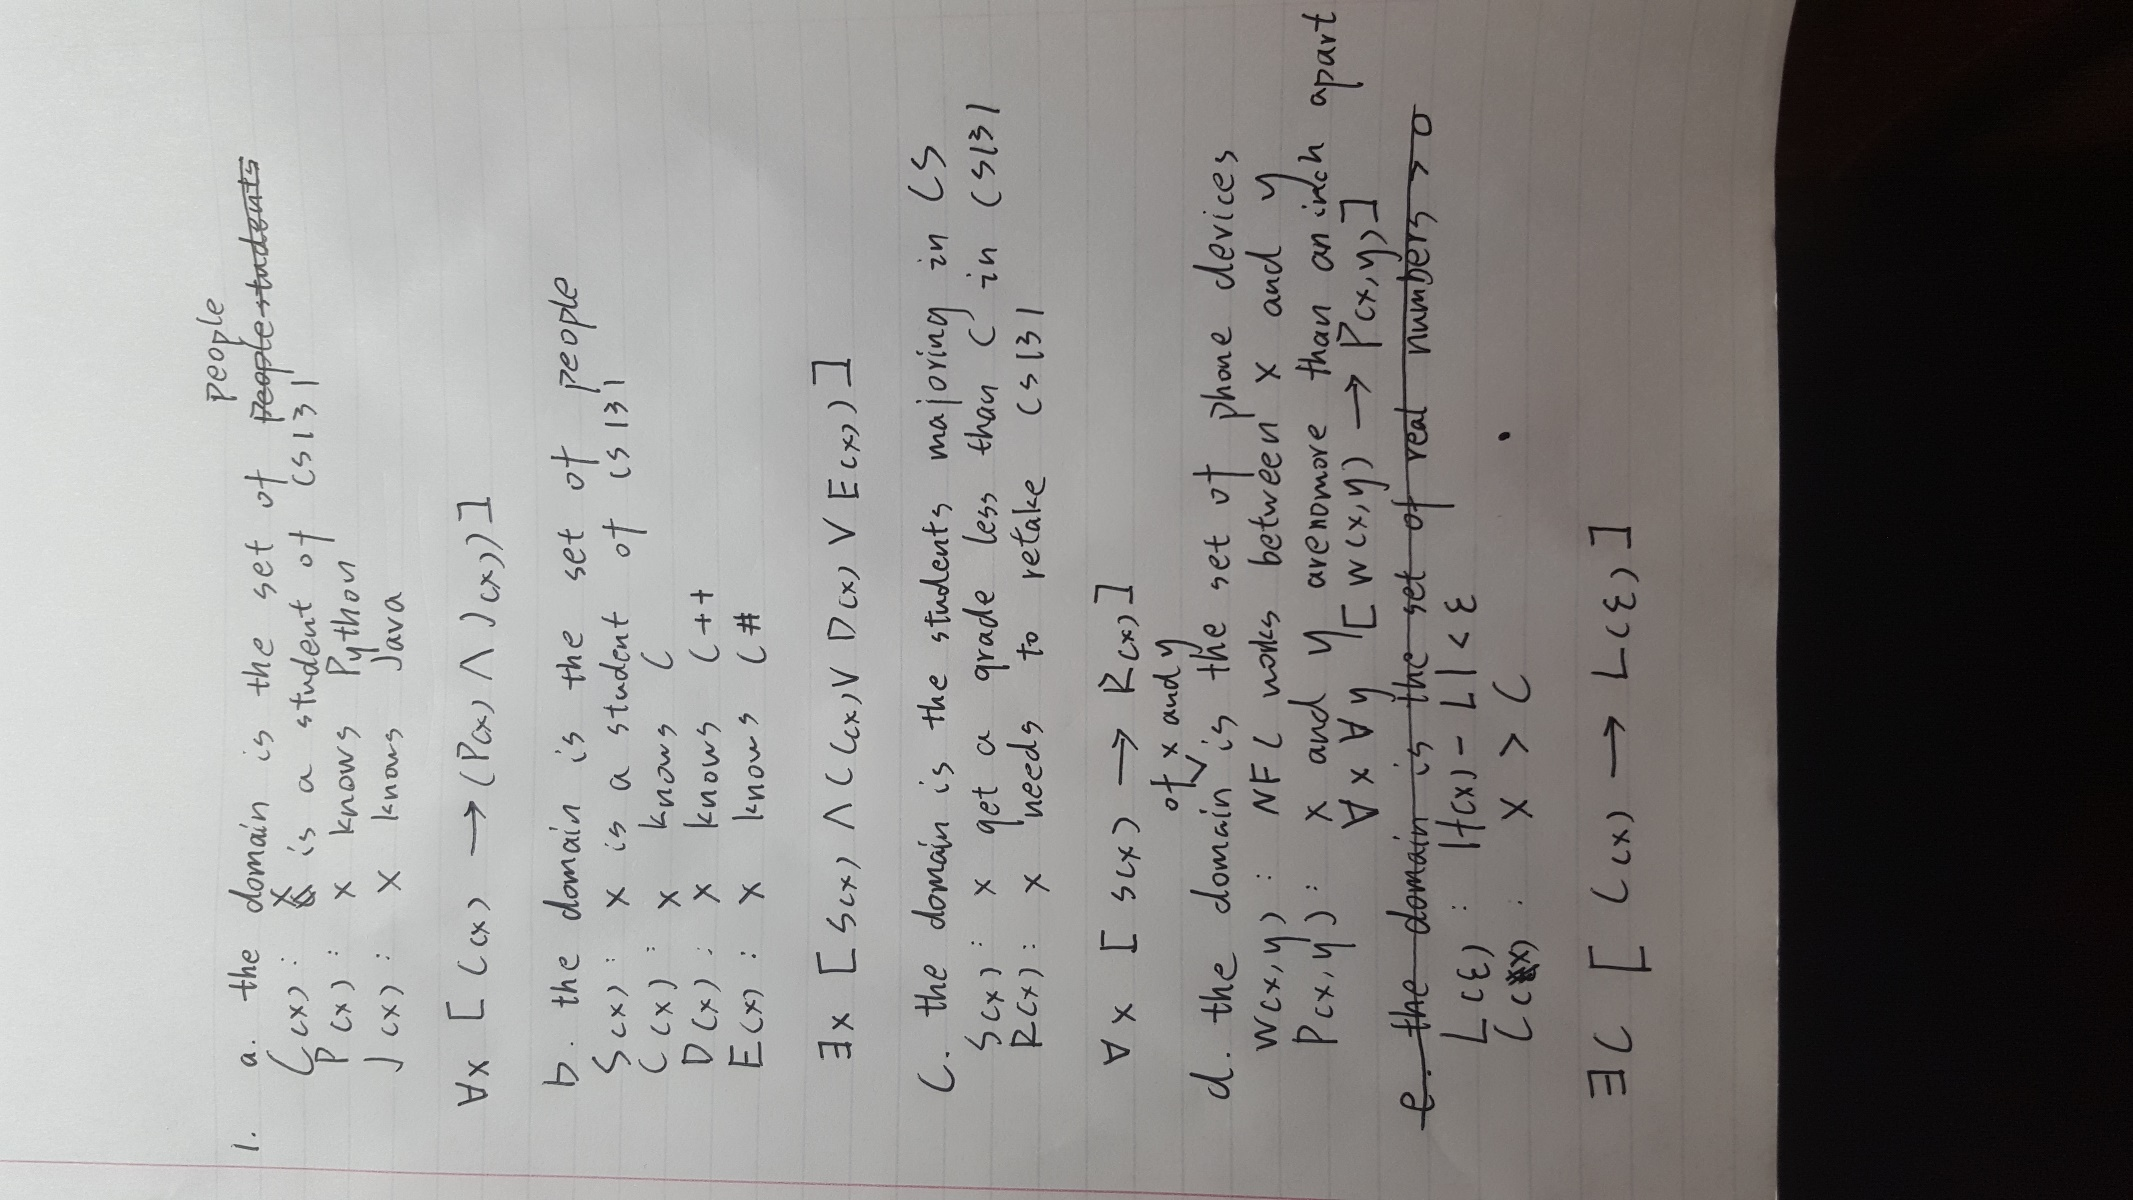 people
1. a. the domain is the set of people students
C(x): x is a student of CS131
P(x): x knows Python
J(x): x knows Java
∀x [C(x) → (P(x) ∧ J(x))]
b. the domain is the set of people
S(x): x is a student of CS131
C(x): x knows C
D(x): x knows C++
E(x): x knows C#
∃x [S(x) ∧ (C(x) ∨ D(x) ∨ E(x))]
C. the domain is the students majoring in CS
S(x): x get a grade less than C in CS131
R(x): x needs to retake CS131
∀x [S(x) → R(x)]
of x and y
d. the domain is the set of phone devices
W(x,y): NFC works between x and y
P(x,y): x and y are no more than an inch apart
∀x∀y [W(x,y) → P(x,y)]
e. the domain is the set of real numbers > 0
L(ε): |f(x) - L| < ε
C(x): x > C
∃C [C(x) → L(ε)]